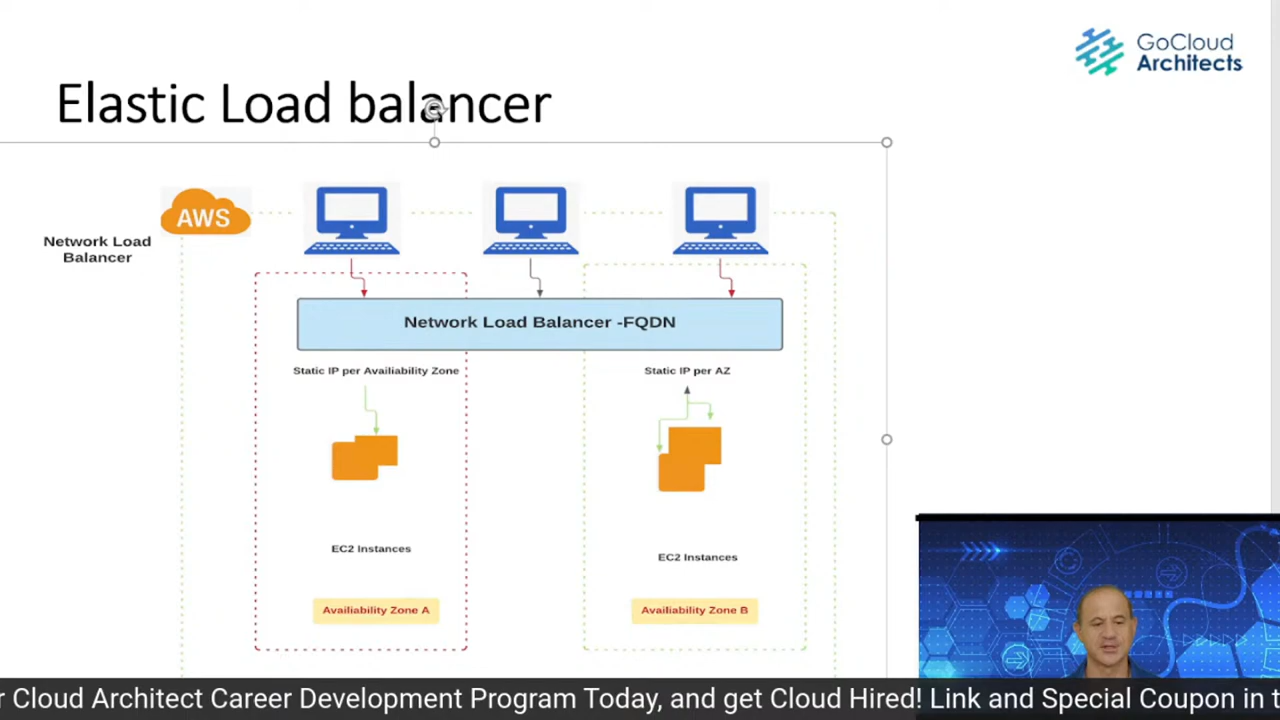 GoCloud
Architects
Elastic Load balancer
AWS
Network Load
Balancer
Network Load Balancer -FQDN
Static IP per Availiability Zone
Static IP per AZ
EC2 Instances
EC2 Instances
Availiability Zone A
Availiability Zone B
r Cloud Architect Career Development Program Today, and get Cloud Hired! Link and Special Coupon in t